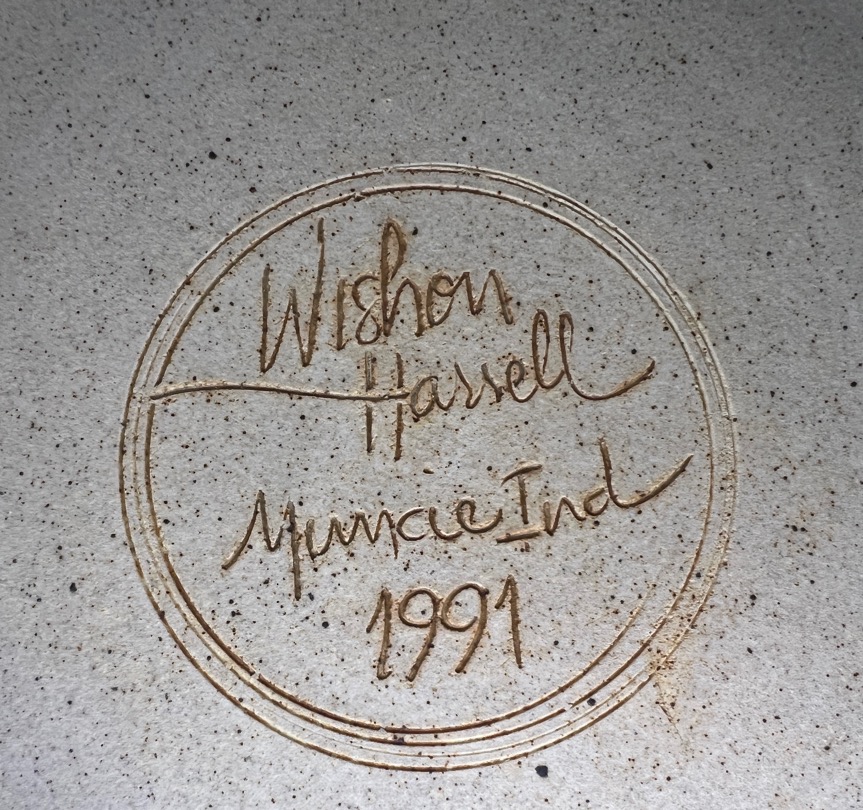 Wishon
Harrell
Muncie Ind
1991